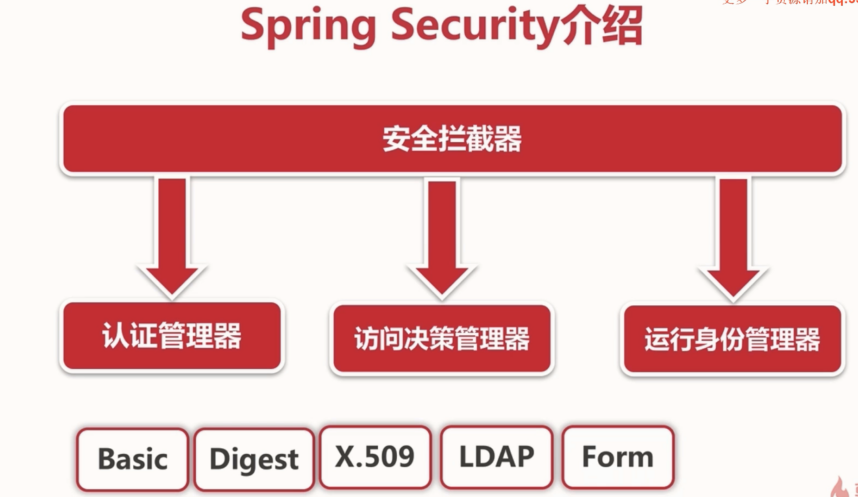 Spring Security介绍
安全拦截器
认证管理器 访问决策管理器 运行身份管理器
Basic Digest X.509 LDAP Form